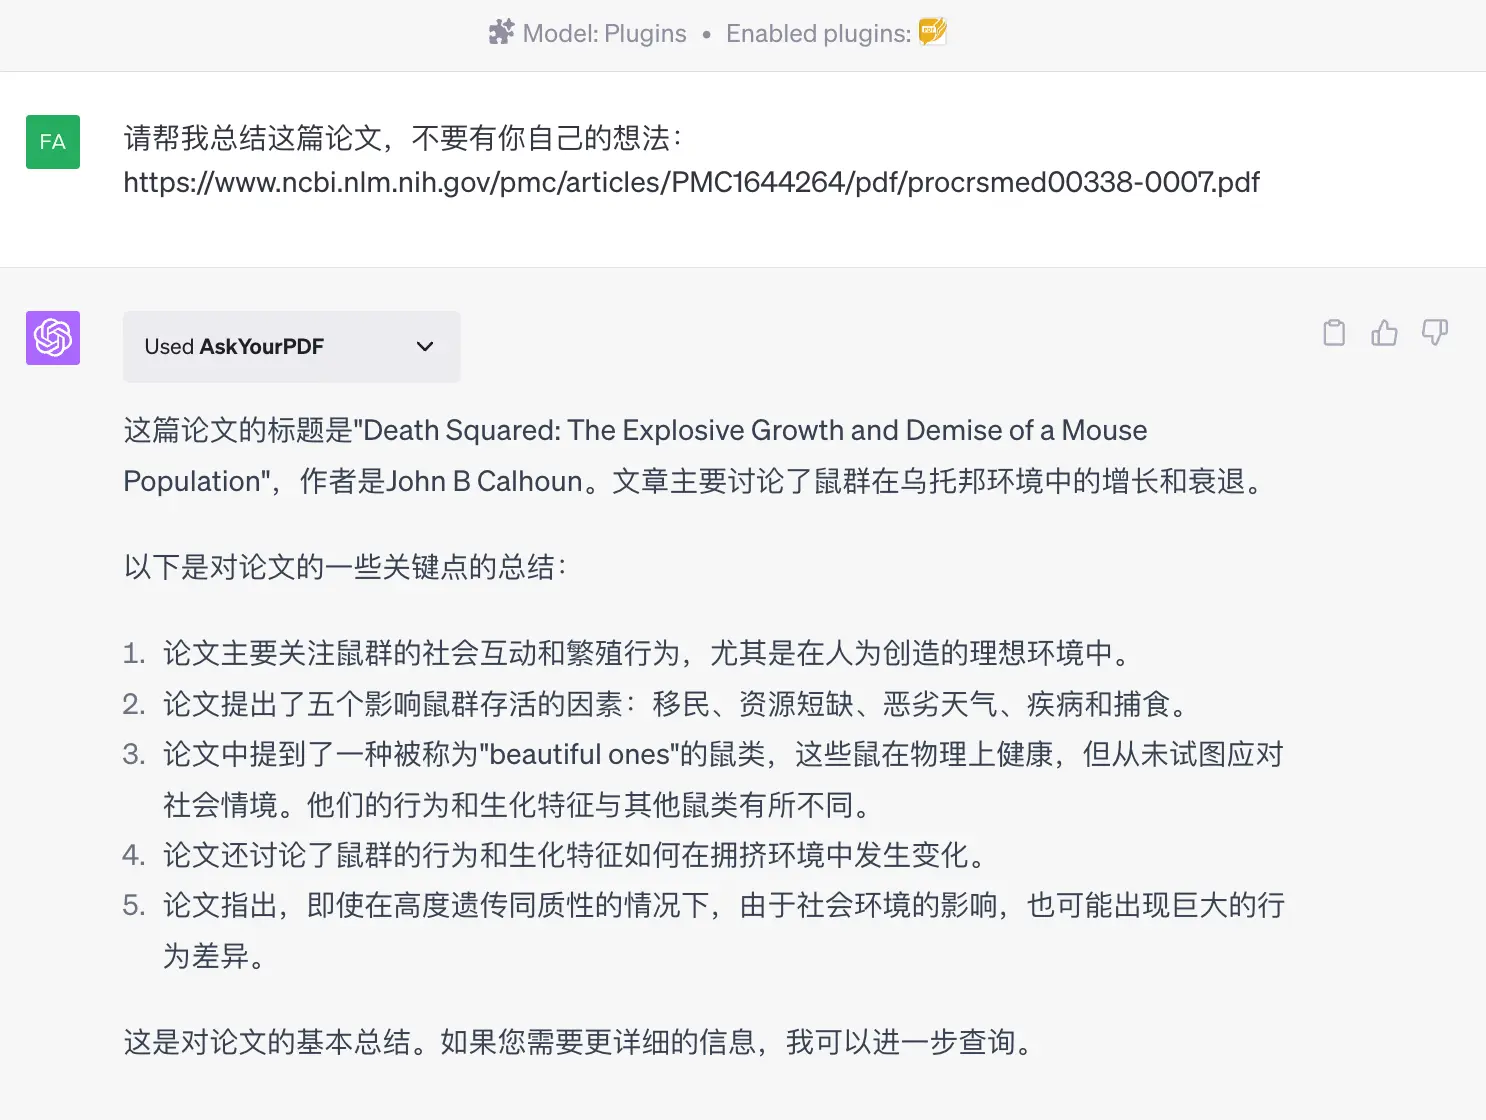 Model: Plugins • Enabled plugins:
PDF
FA
请帮我总结这篇论文，不要有你自己的想法：
https://www.ncbi.nlm.nih.gov/pmc/articles/PMC1644264/pdf/procrsmed00338-0007.pdf
Used AskYourPDF
这篇论文的标题是"Death Squared: The Explosive Growth and Demise of a Mouse
Population"，作者是John B Calhoun。文章主要讨论了鼠群在乌托邦环境中的增长和衰退。
以下是对论文的一些关键点的总结：
1. 论文主要关注鼠群的社会互动和繁殖行为，尤其是在人为创造的理想环境中。
2. 论文提出了五个影响鼠群存活的因素：移民、资源短缺、恶劣天气、疾病和捕食。
3. 论文中提到了一种被称为"beautiful ones"的鼠类，这些鼠在物理上健康，但从未试图应对
社会情境。他们的行为和生化特征与其他鼠类有所不同。
4. 论文还讨论了鼠群的行为和生化特征如何在拥挤环境中发生变化。
5. 论文指出，即使在高度遗传同质性的情况下，由于社会环境的影响，也可能出现巨大的行
为差异。
这是对论文的基本总结。如果您需要更详细的信息，我可以进一步查询。